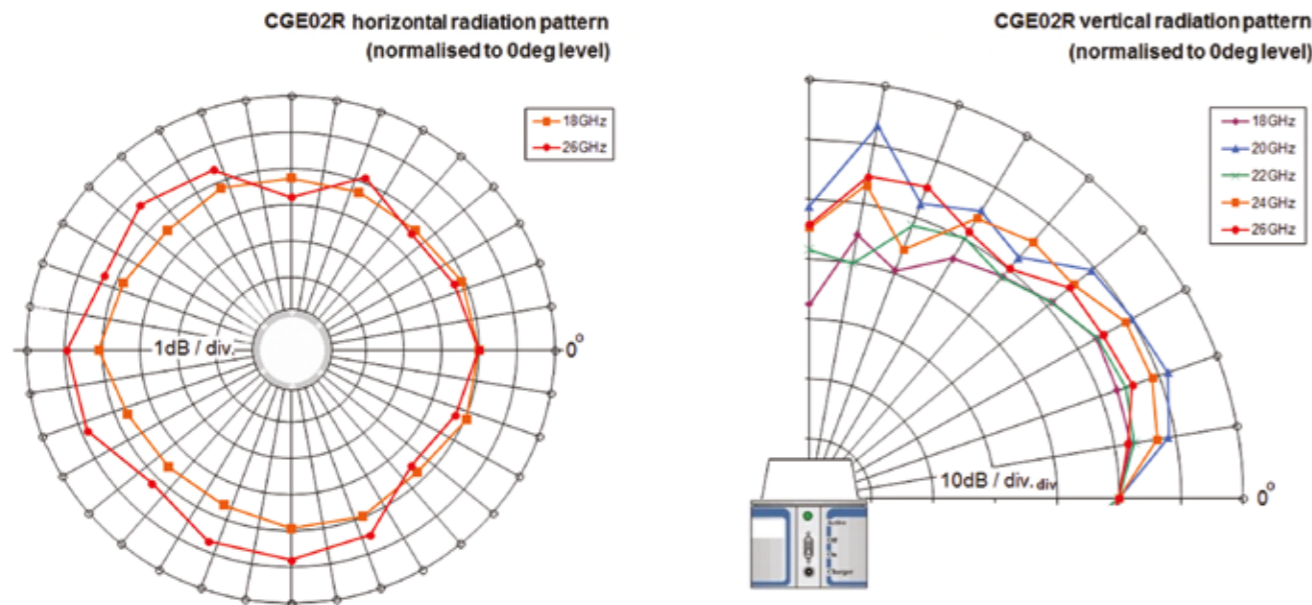 CGE02R horizontal radiation pattern
(normalised to 0deg level)
18GHz
26GHz
1dB / div.
0°
CGE02R vertical radiation pattern
(normalised to 0deg level)
18GHz
20GHz
22GHz
24GHz
26GHz
10dB / div. div
0°
Charger